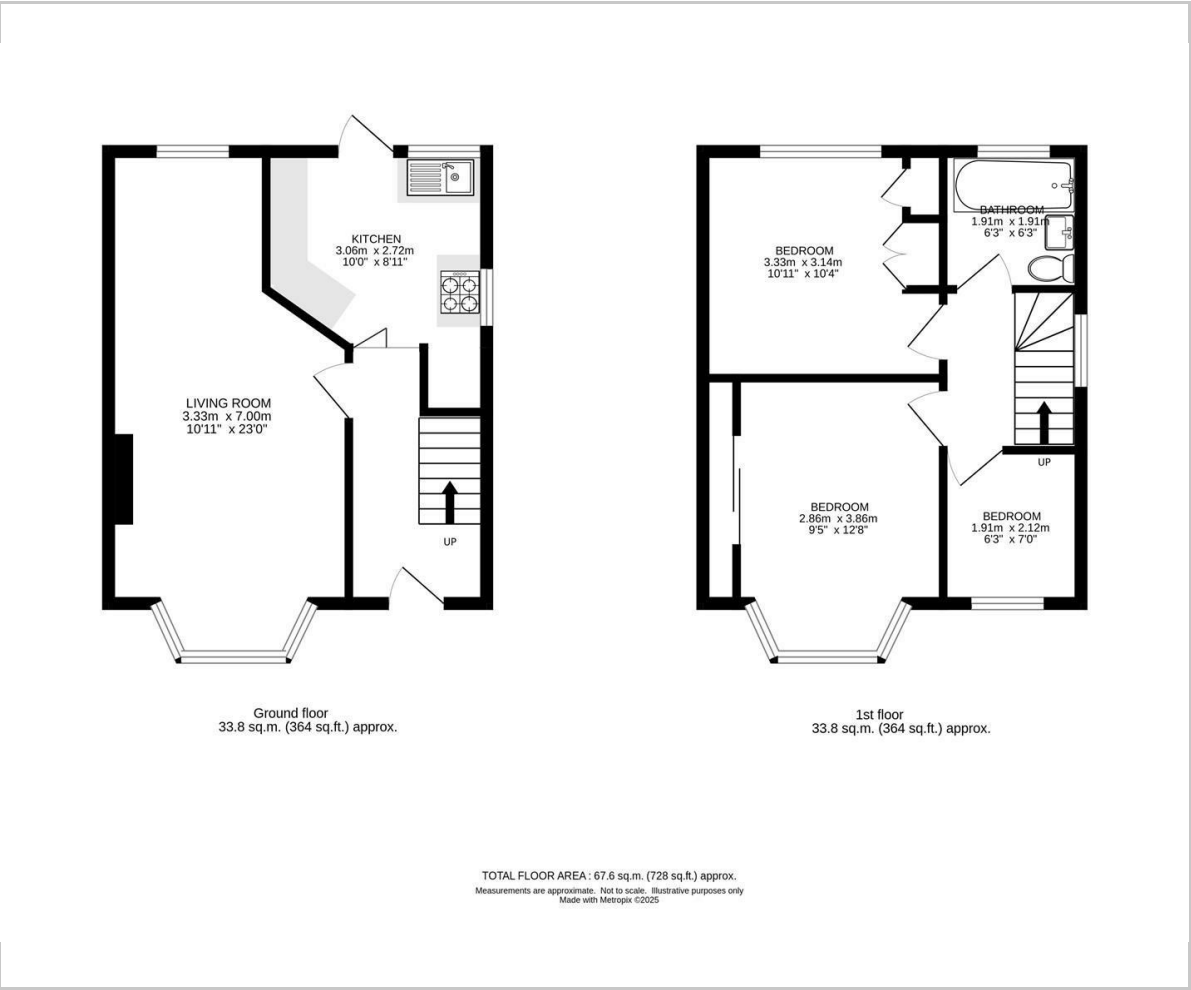 KITCHEN
3.06m x 2.72m
10'0" x 8'11"
LIVING ROOM
3.33m x 7.00m
10'11" x 23'0"
UP
Ground floor
33.8 sq.m. (364 sq.ft.) approx.
BEDROOM
3.33m x 3.14m
10'11" x 10'4"
BATHROOM
1.91m x 1.91m
6'3" x 6'3"
BEDROOM
2.86m x 3.86m
9'5" x 12'8"
UP
BEDROOM
1.91m x 2.12m
6'3" x 7'0"
1st floor
33.8 sq.m. (364 sq.ft.) approx.
TOTAL FLOOR AREA : 67.6 sq.m. (728 sq.ft.) approx.
Measurements are approximate. Not to scale. Illustrative purposes only
Made with Metropix ©2025